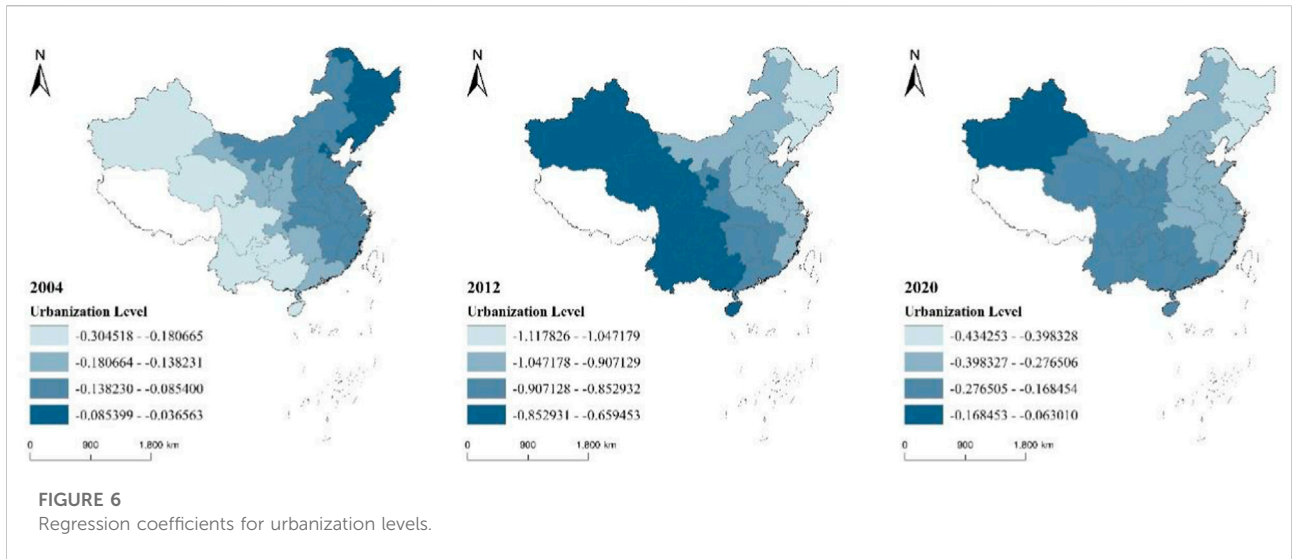 N
2004
Urbanization Level
-0.304518 - -0.180665
-0.180664 - -0.138231
-0.138230 - -0.085400
-0.085399 - -0.036563
0 900 1,800 km
N
2012
Urbanization Level
-1.117826 - -1.047179
-1.047178 - -0.907129
-0.907128 - -0.852932
-0.852931 - -0.659453
0 900 1,800 km
N
2020
Urbanization Level
-0.434253 - -0.398328
-0.398327 - -0.276506
-0.276505 - -0.168454
-0.168453 - -0.063010
0 900 1,800 km
FIGURE 6
Regression coefficients for urbanization levels.